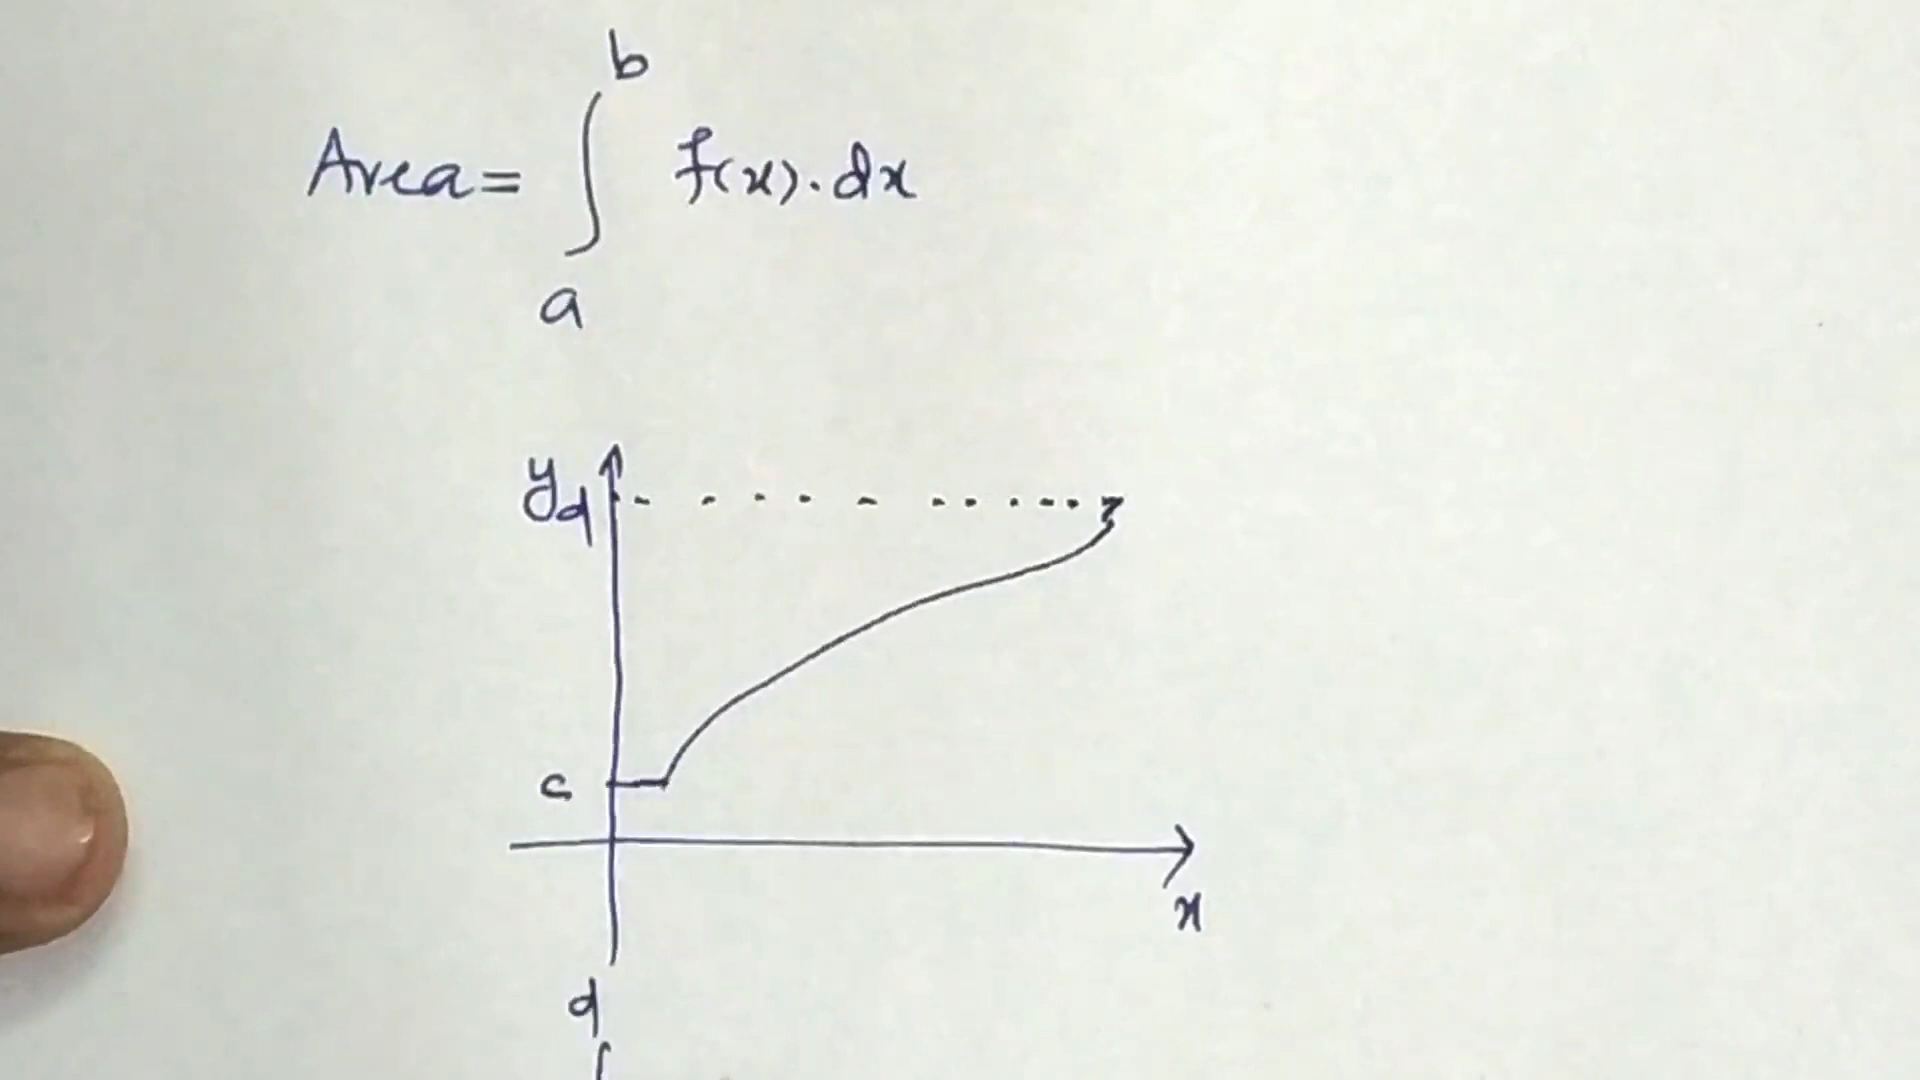 b
Area = ∫ f(x).dx
a
y
d
c
x
d
∫